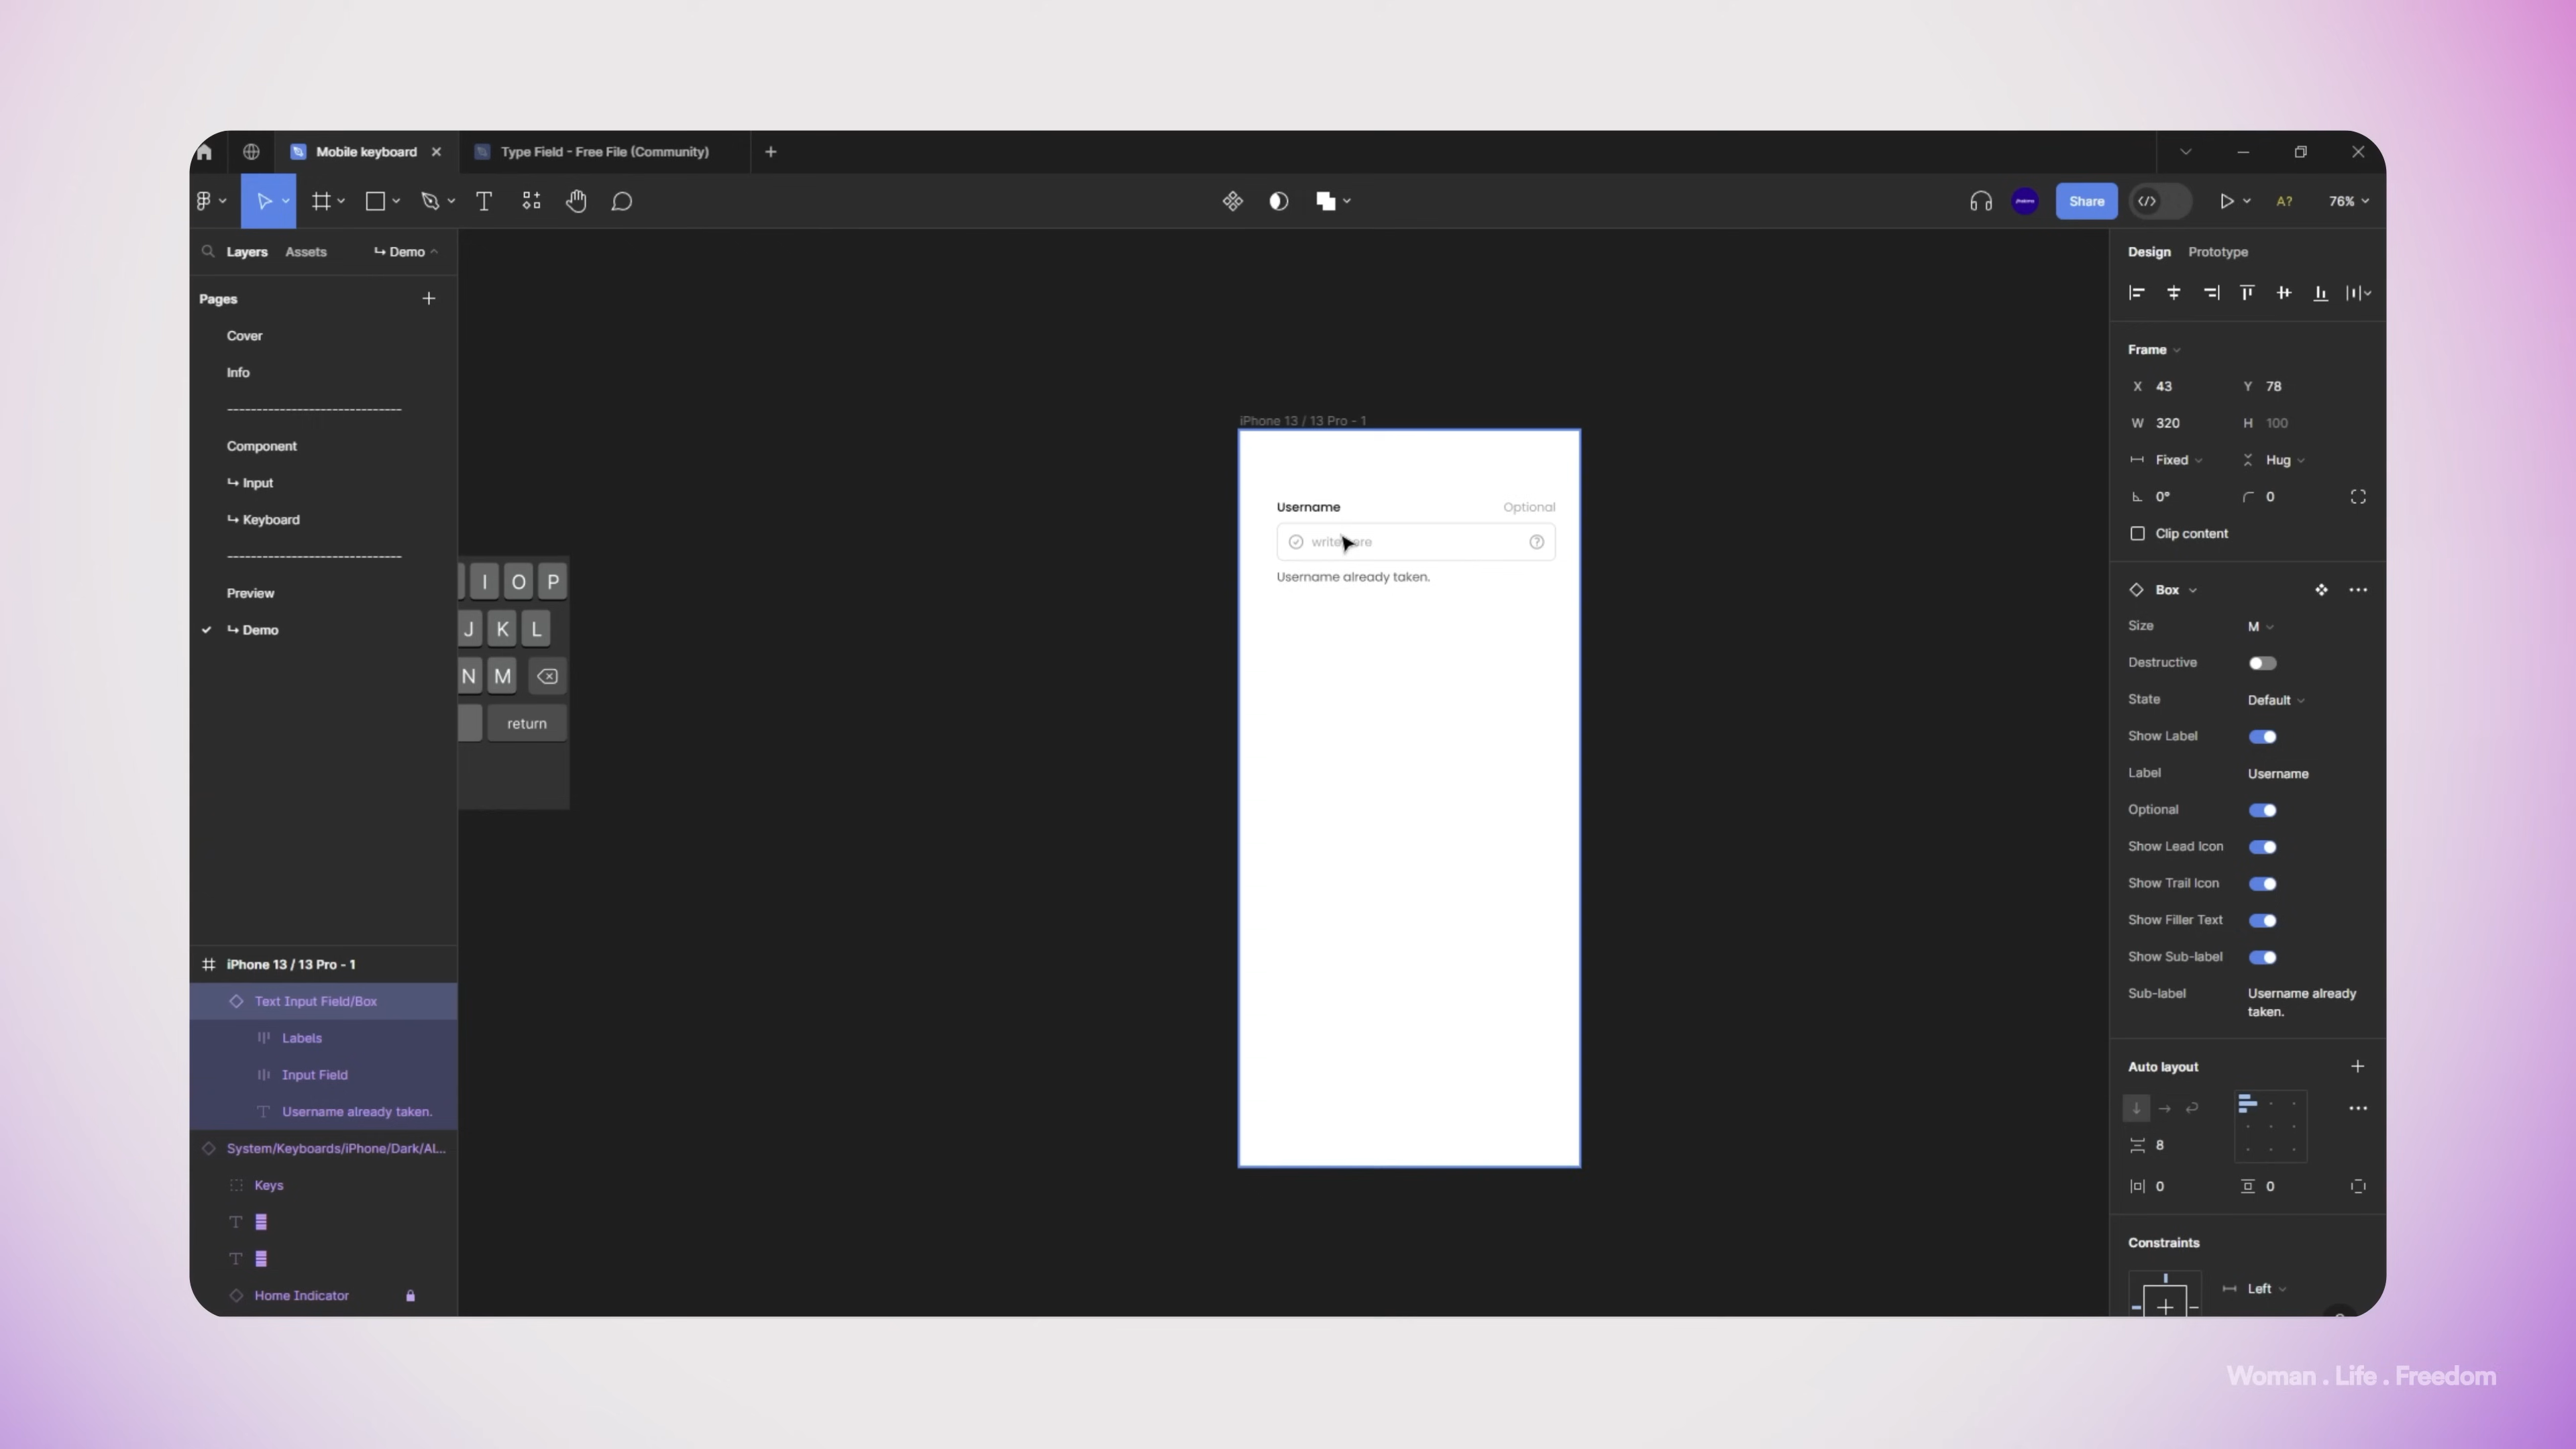 Mobile keyboard
Type Field - Free File (Community)
Share
A?
76%
Layers
Assets
Demo
Pages
Cover
Info
------------------------------
Component
Input
Keyboard
------------------------------
Preview
Demo
I O P
J K L
N M
return
iPhone 13 / 13 Pro - 1
Username
Optional
Username already taken.
iPhone 13 / 13 Pro - 1
Text Input Field/Box
Labels
Input Field
Username already taken.
System/Keyboards/iPhone/Dark/Al...
Keys
Home Indicator
Design
Prototype
Frame
X 43
Y 78
W 320
H 100
Fixed
Hug
0°
0
Clip content
Box
Size M
Destructive
State Default
Show Label
Label Username
Optional
Show Lead Icon
Show Trail Icon
Show Filler Text
Show Sub-label
Sub-label Username already
taken.
Auto layout
8
0
0
Constraints
Left
Woman . Life . Freedom